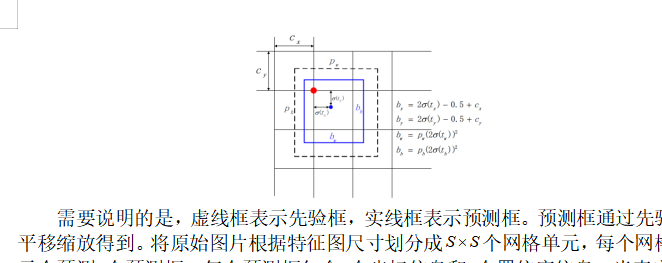 c_x
c_y
p_w
p_h
σ(t_y)
σ(t_x)
b_h
b_w
b_x = 2σ(t_x) − 0.5 + c_x
b_y = 2σ(t_y) − 0.5 + c_y
b_w = p_w(2σ(t_w))²
b_h = p_h(2σ(t_h))²
需要说明的是，虚线框表示先验框，实线框表示预测框。预测框通过先验
平移缩放得到。将原始图片根据特征图尺寸划分成 S×S 个网格单元，每个网格